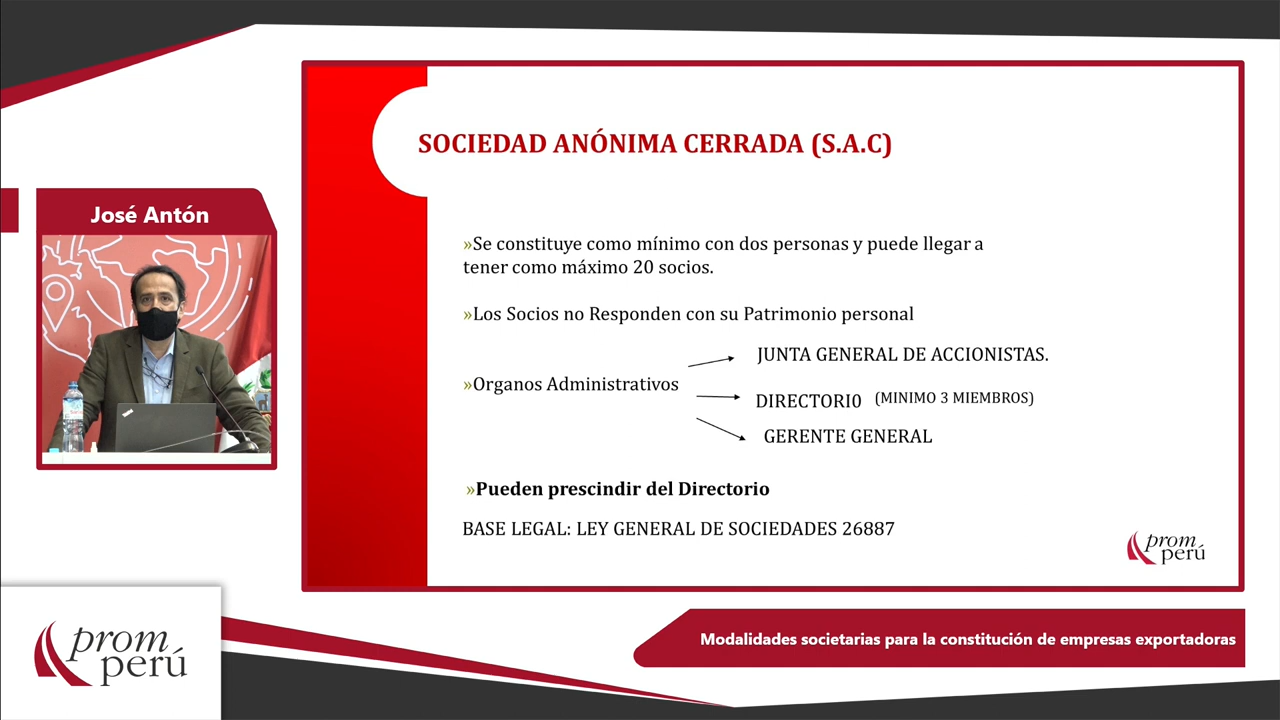 José Antón
SOCIEDAD ANÓNIMA CERRADA (S.A.C)
»Se constituye como mínimo con dos personas y puede llegar a
tener como máximo 20 socios.
»Los Socios no Responden con su Patrimonio personal
»Organos Administrativos
JUNTA GENERAL DE ACCIONISTAS.
DIRECTORI0 (MINIMO 3 MIEMBROS)
GERENTE GENERAL
»Pueden prescindir del Directorio
BASE LEGAL: LEY GENERAL DE SOCIEDADES 26887
prom
perú
Modalidades societarias para la constitución de empresas exportadoras
prom
perú